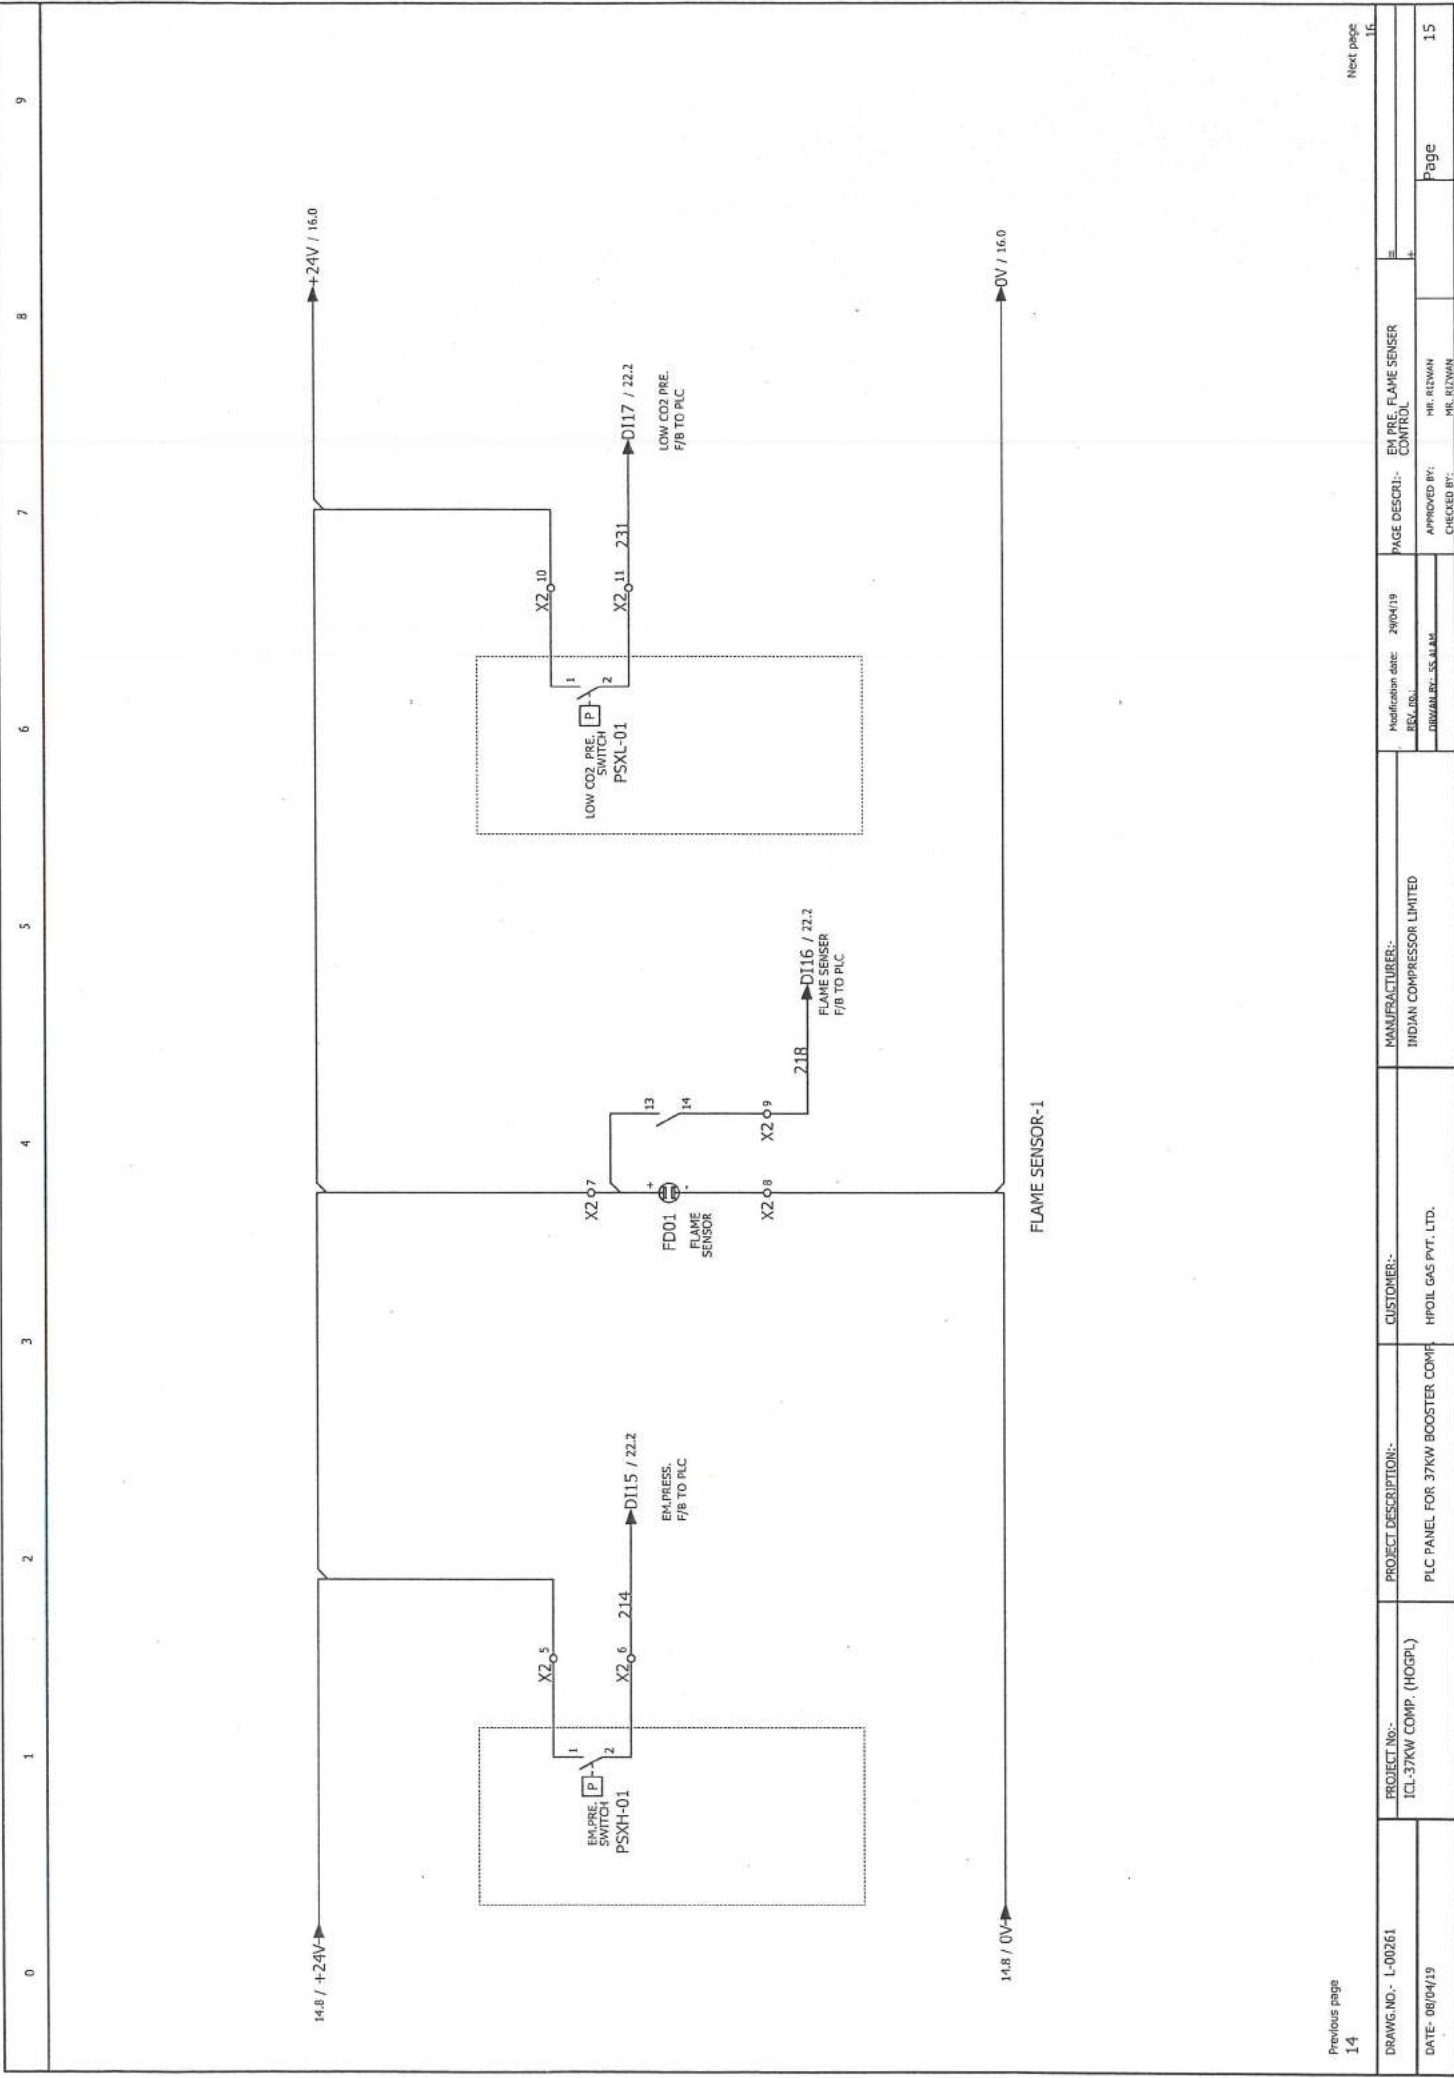 0 1 2 3 4 5 6 7 8 9
14.8 / +24V
+24V / 16.0
EM.PRE.
SWITCH
PSXH-01
P
1
2
X2 5
X2 6
214
DI15 / 22.2
EM.PRESS.
F/B TO PLC
X2 7
FD01
FLAME
SENSOR
+
-
X2 8
13
14
X2 9
218
DI16 / 22.2
FLAME SENSER
F/B TO PLC
LOW CO2 PRE.
SWITCH
PSXL-01
P
1
2
X2 10
X2 11
231
DI17 / 22.2
LOW CO2 PRE.
F/B TO PLC
14.8 / 0V
0V / 16.0
FLAME SENSOR-1
Previous page
14
Next page
16
DRAWG.NO.- L-00261
DATE- 08/04/19
PROJECT No:-
ICL-37KW COMP. (HOGPL)
PROJECT DESCRIPTION:-
PLC PANEL FOR 37KW BOOSTER COMP.
CUSTOMER:-
HPOIL GAS PVT. LTD.
MANUFRACTURER:-
INDIAN COMPRESSOR LIMITED
Modification date: 29/04/19
REV. no.:
DRWAN BY: SS ALAM
PAGE DESCRI:- EM PRE, FLAME SENSER
CONTROL
APPROVED BY: MR. RIZWAN
CHECKED BY: MR. RIZWAN
=
+
Page 15